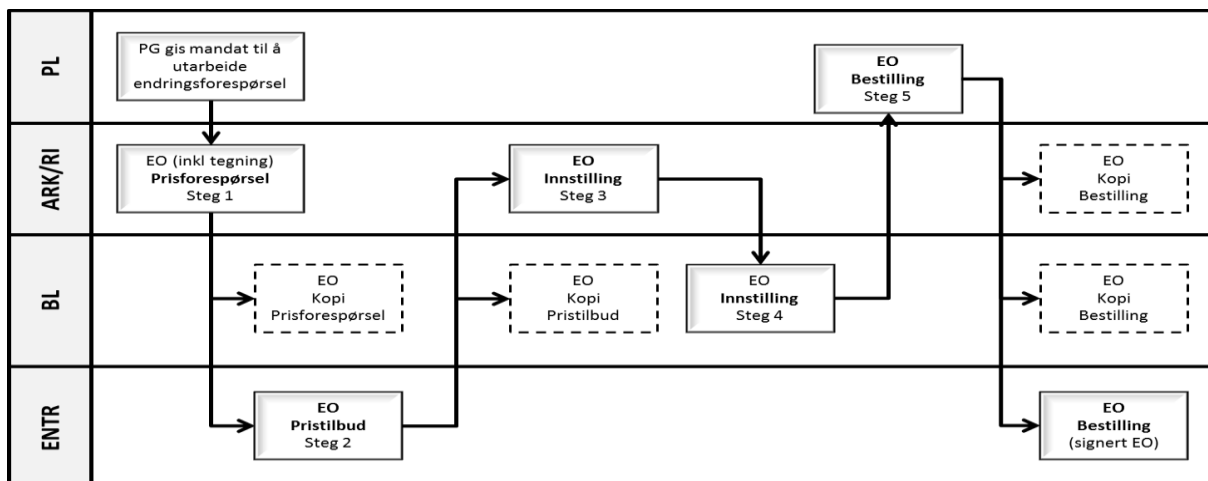 PL
PG gis mandat til å
utarbeide
endringsforespørsel
EO
Bestilling
Steg 5
ARK/RI
EO (inkl tegning)
Prisforespørsel
Steg 1
EO
Innstilling
Steg 3
EO
Kopi
Bestilling
BL
EO
Kopi
Prisforespørsel
EO
Kopi
Pristilbud
EO
Innstilling
Steg 4
EO
Kopi
Bestilling
ENTR
EO
Pristilbud
Steg 2
EO
Bestilling
(signert EO)